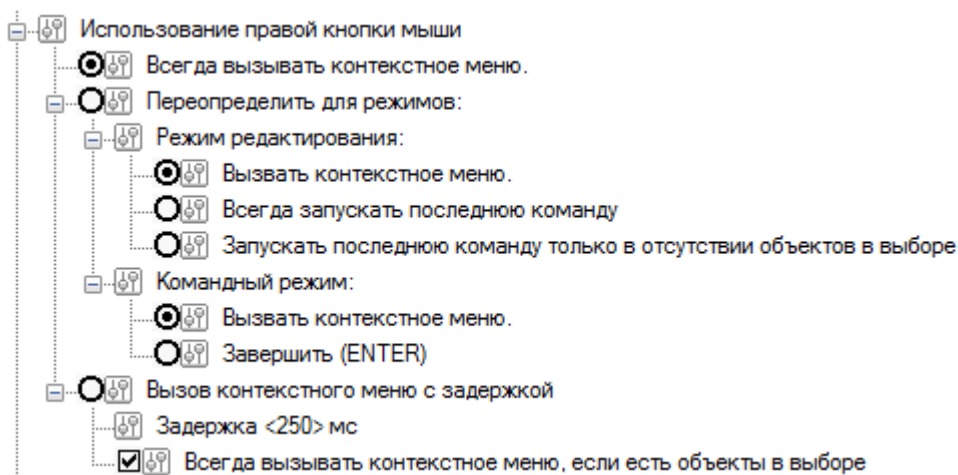 Использование правой кнопки мыши
Всегда вызывать контекстное меню.
Переопределить для режимов:
Режим редактирования:
Вызвать контекстное меню.
Всегда запускать последнюю команду
Запускать последнюю команду только в отсутствии объектов в выборе
Командный режим:
Вызвать контекстное меню.
Завершить (ENTER)
Вызов контекстного меню с задержкой
Задержка <250> мс
Всегда вызывать контекстное меню, если есть объекты в выборе